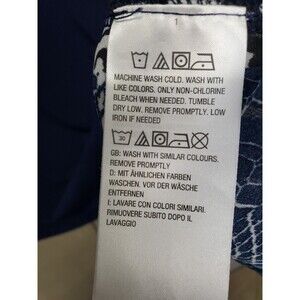 1
MACHINE WASH COLD. WASH WITH
LIKE COLORS. ONLY NON-CHLORINE
BLEACH WHEN NEEDED. TUMBLE
DRY LOW. REMOVE PROMPTLY. LOW
IRON IF NEEDED
30
GB: WASH WITH SIMILAR COLOURS.
REMOVE PROMPTLY
D: MIT ÄHNLICHEN FARBEN
WASCHEN. VOR DER WÄSCHE
ENTFERNEN
I: LAVARE CON COLORI SIMILARI.
RIMUOVERE SUBITO DOPO IL
LAVAGGIO